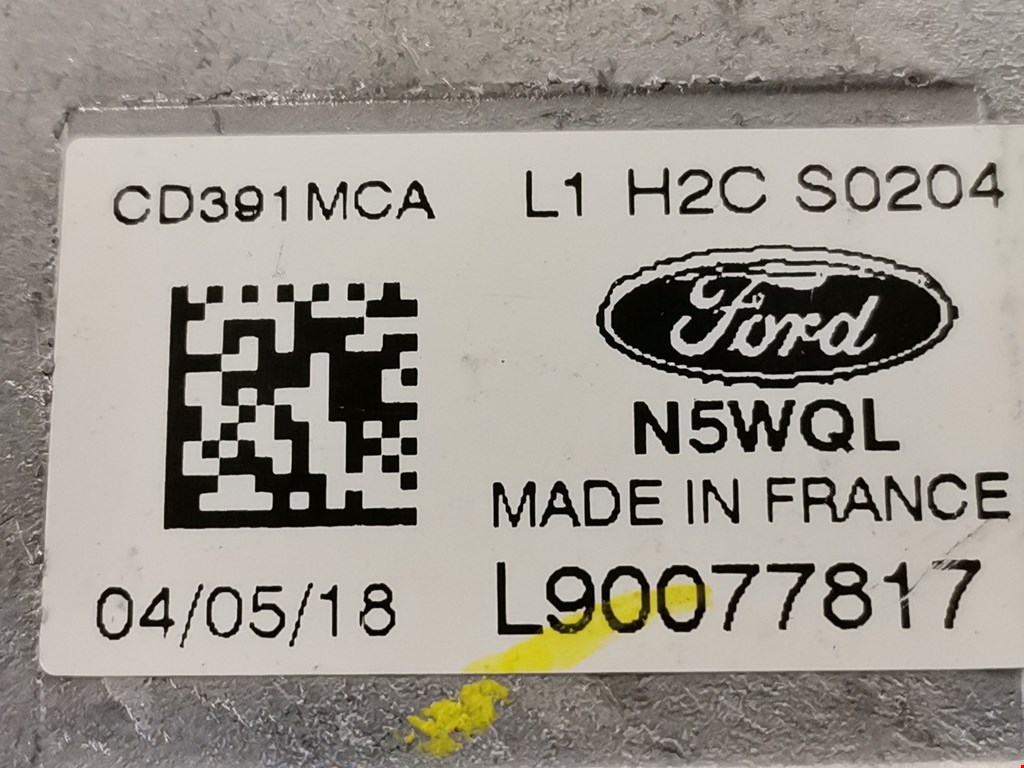 CD391MCA L1 H2C S0204
Ford
N5WQL
MADE IN FRANCE
04/05/18 L90077817